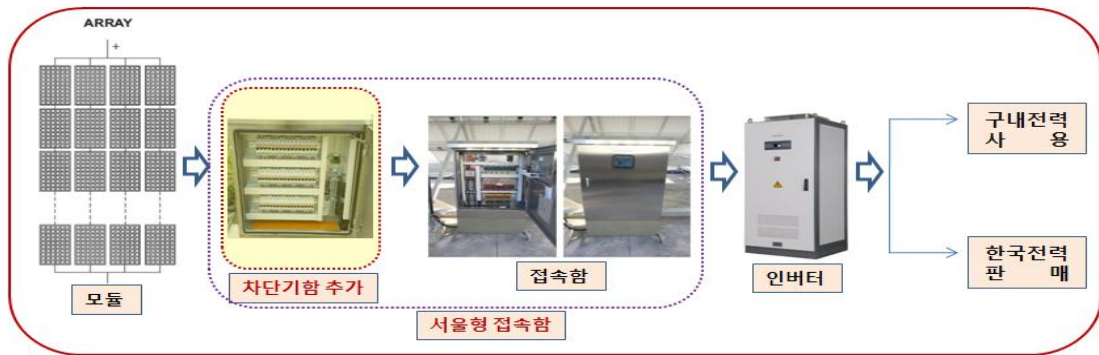 ARRAY
+
모듈
차단기함 추가
접속함
서울형 접속함
인버터
구내전력
사 용
한국전력
판 매